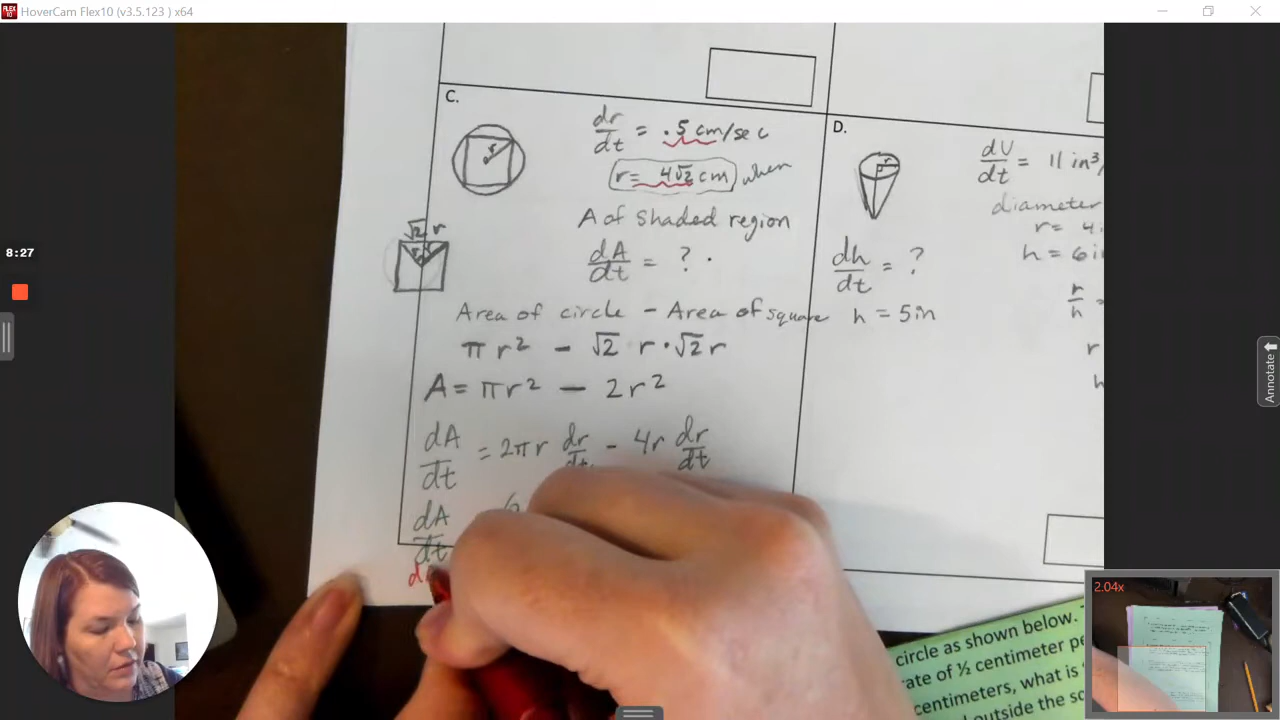 HoverCam Flex10 (v3.5.123 ) x64
8:27
C.
dr/dt = .5 cm/sec
r = 4√2 cm when
r
A of shaded region
√2 r
r
dA/dt = ? .
Area of circle - Area of square
πr² - √2 r · √2 r
A = πr² - 2r²
dA/dt = 2πr dr/dt - 4r dr/dt
dA/dt
D.
r
dV/dt = 11 in³/
diameter
r = 4
h = 6 in
dh/dt = ?
h = 5in
r/h =
r
h
circle as shown below.
rate of ½ centimeter pe
centimeters, what is
outside the
Annotate
2.04x